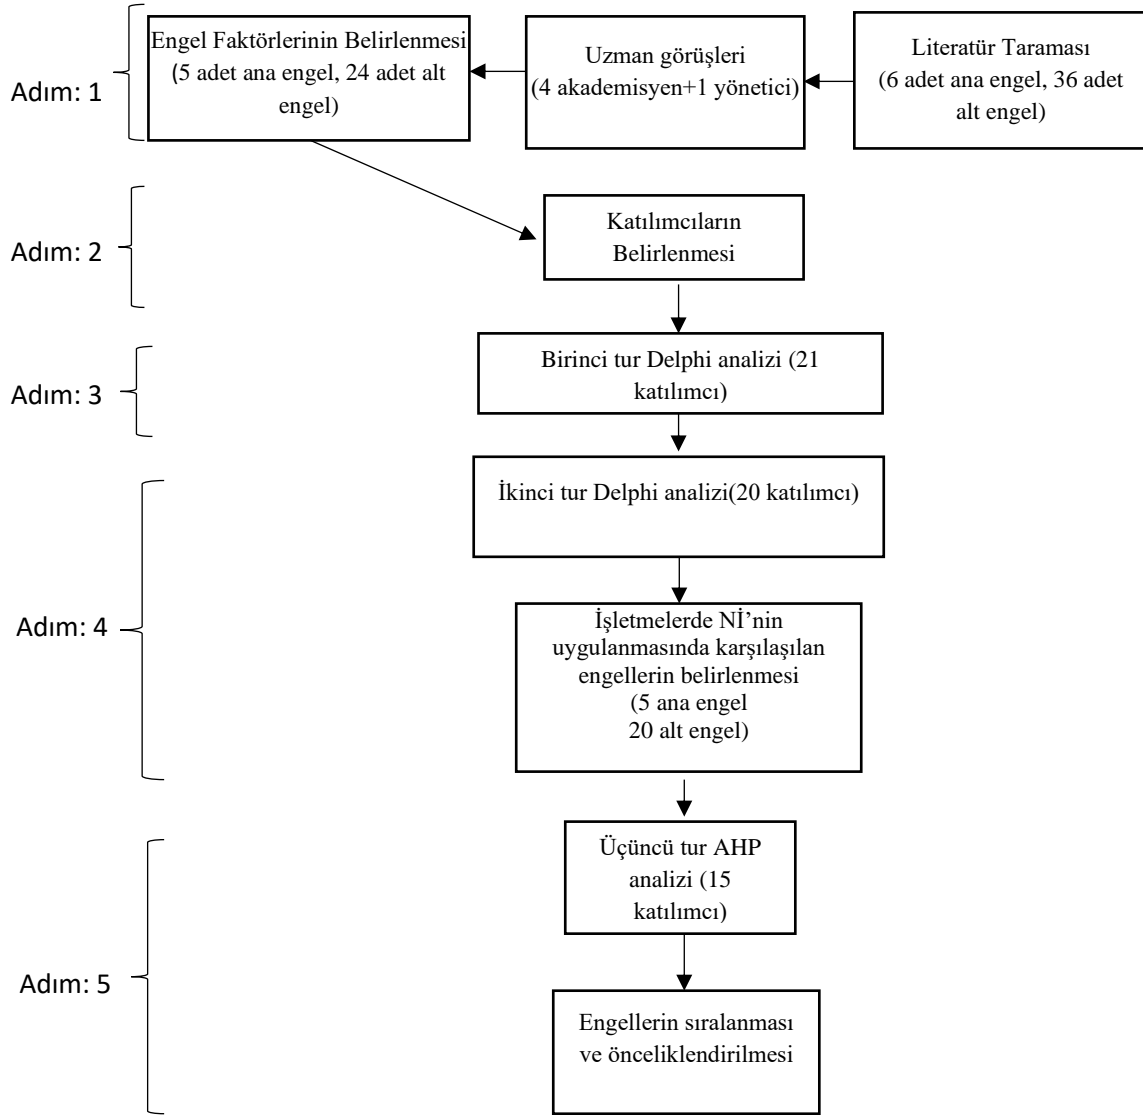 Adım: 1
Engel Faktörlerinin Belirlenmesi
(5 adet ana engel, 24 adet alt
engel)
Uzman görüşleri
(4 akademisyen+1 yönetici)
Literatür Taraması
(6 adet ana engel, 36 adet
alt engel)
Adım: 2
Katılımcıların
Belirlenmesi
Adım: 3
Birinci tur Delphi analizi (21
katılımcı)
Adım: 4
İkinci tur Delphi analizi(20 katılımcı)
İşletmelerde Nİ’nin
uygulanmasında karşılaşılan
engellerin belirlenmesi
(5 ana engel
20 alt engel)
Adım: 5
Üçüncü tur AHP
analizi (15
katılımcı)
Engellerin sıralanması
ve önceliklendirilmesi